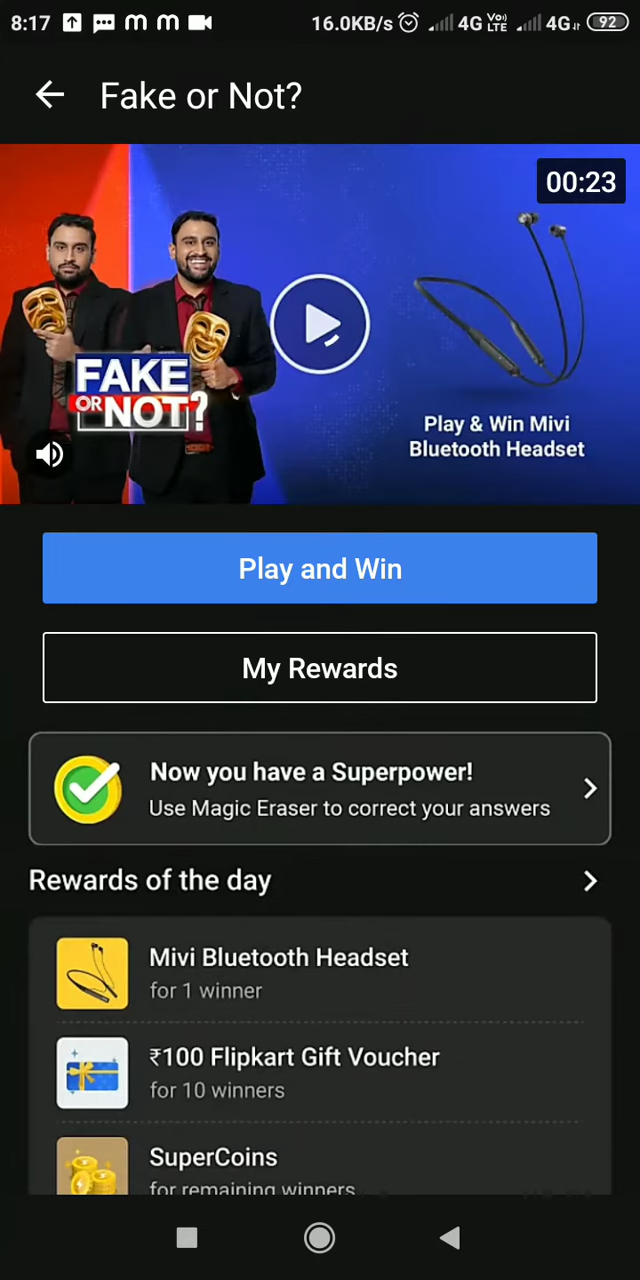 8:17
16.0KB/s
4G
Vo)) LTE
4G
92
Fake or Not?
00:23
FAKE
OR NOT?
Play & Win Mivi
Bluetooth Headset
Play and Win
My Rewards
Now you have a Superpower!
Use Magic Eraser to correct your answers
Rewards of the day
Mivi Bluetooth Headset
for 1 winner
₹100 Flipkart Gift Voucher
for 10 winners
SuperCoins
for remaining winners